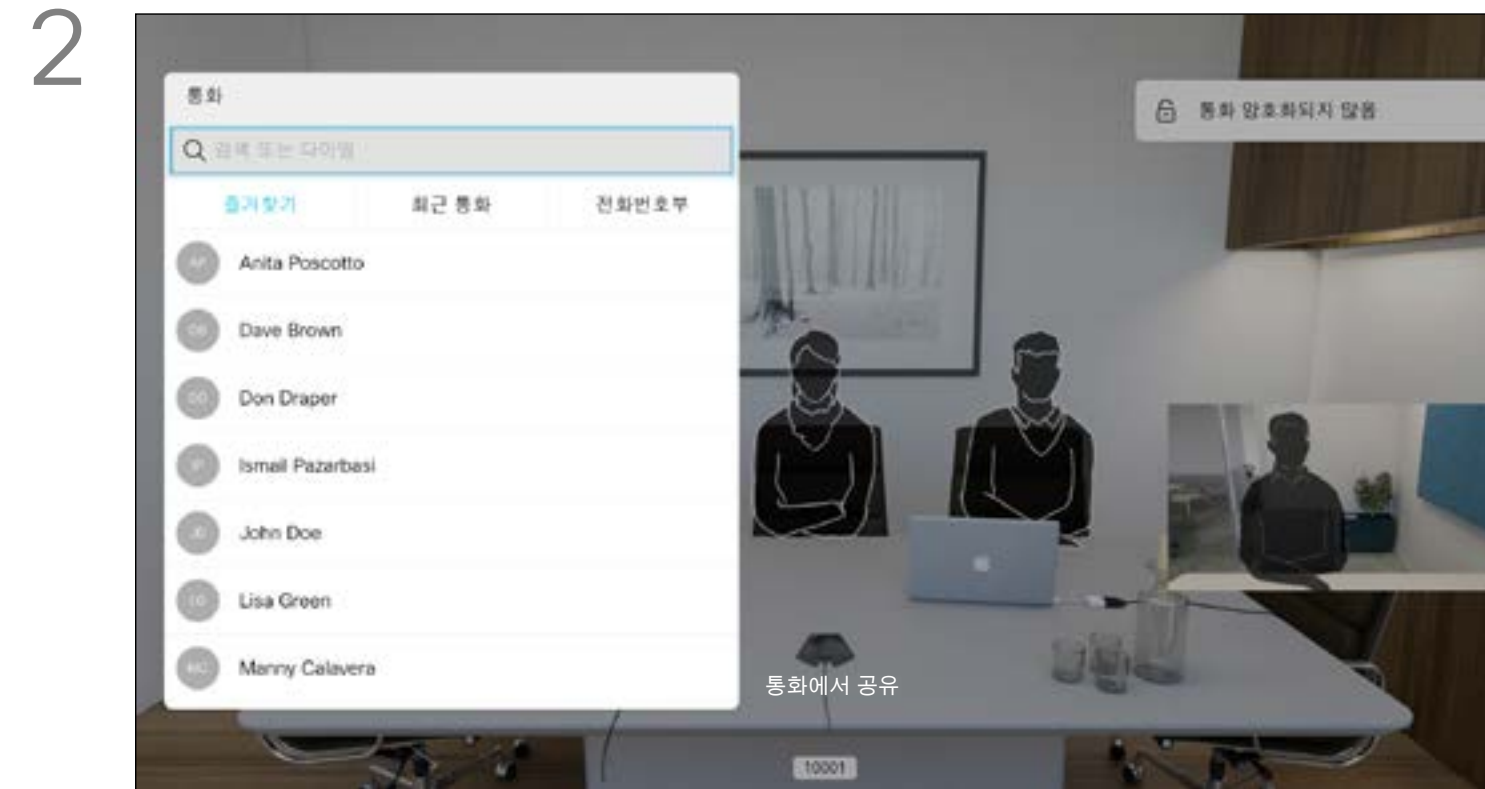 2
통화
통화 암호화되지 않음
검색 또는 다이얼
즐겨찾기 최근 통화 전화번호부
Anita Poscotto
Dave Brown
Don Draper
Ismail Pazarbasi
John Doe
Lisa Green
Manny Calavera
통화에서 공유
10001